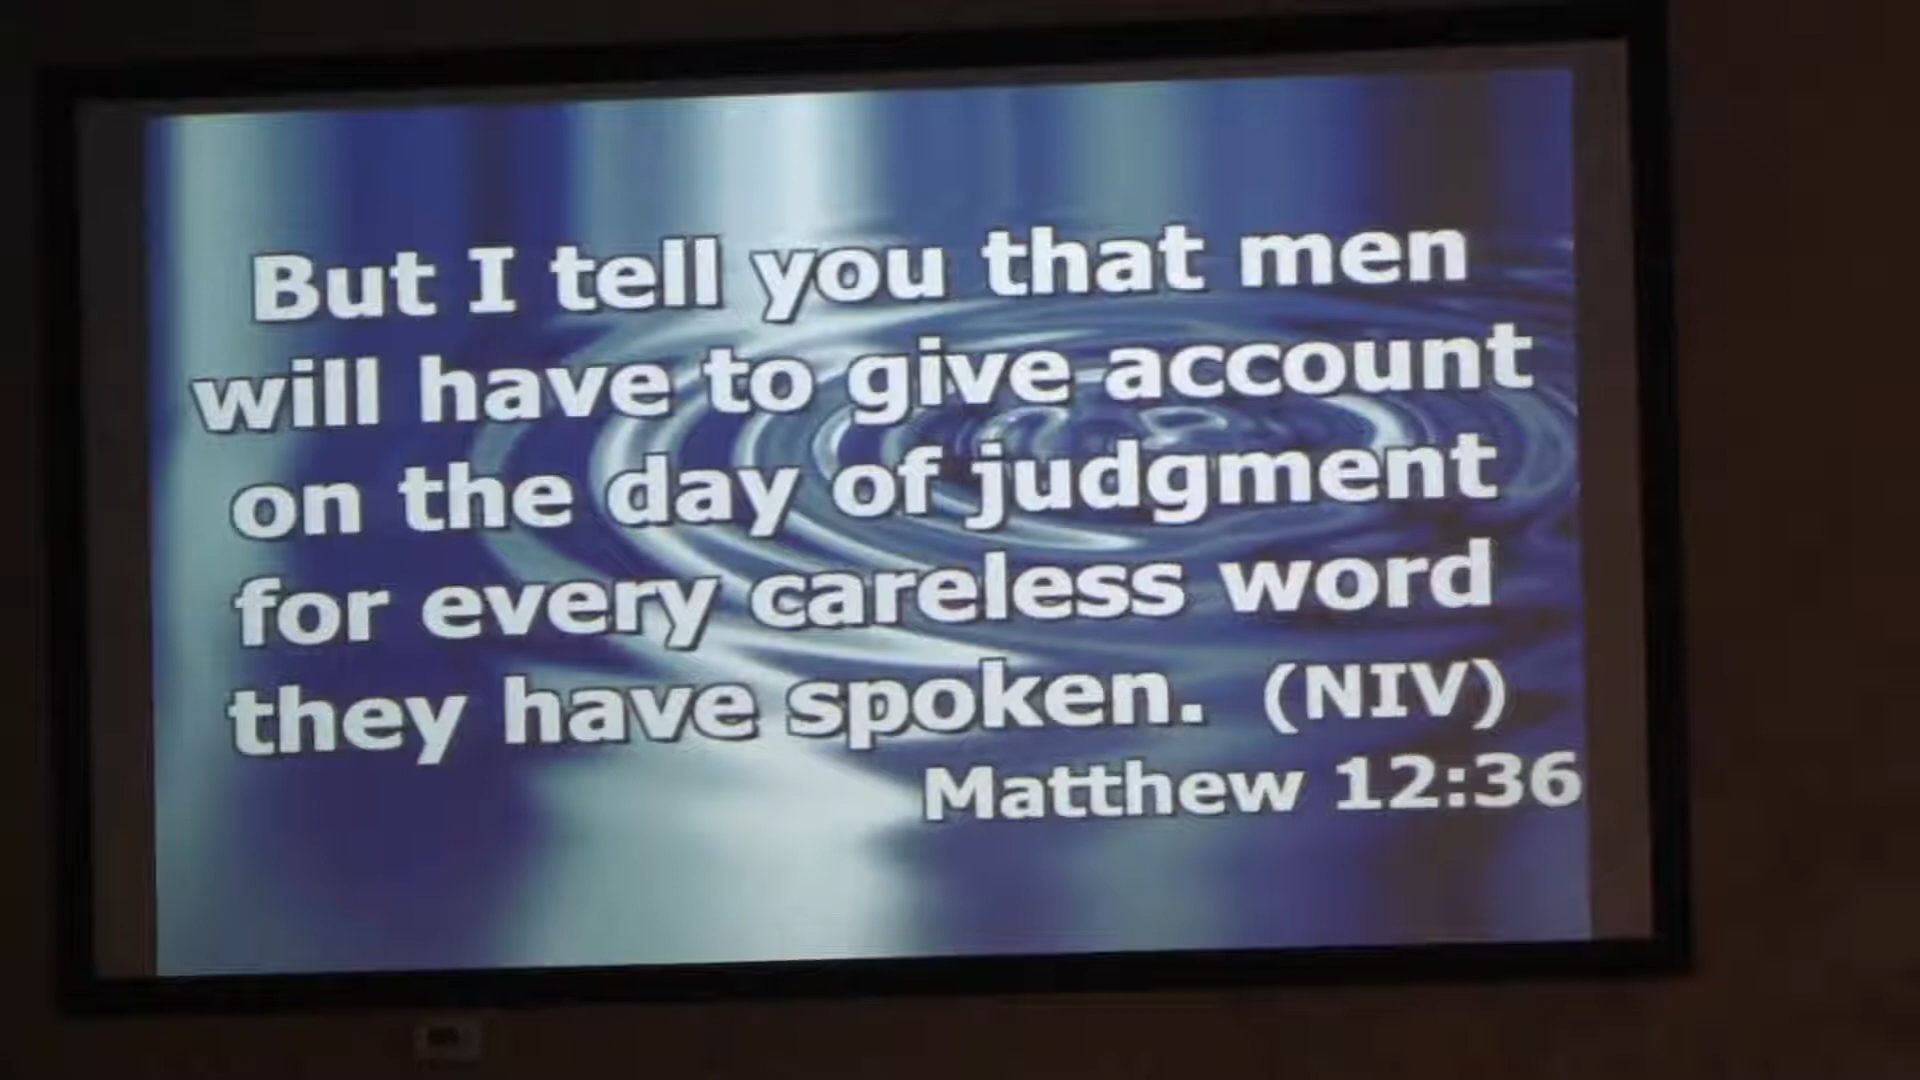 But I tell you that men
will have to give account
on the day of judgment
for every careless word
they have spoken. (NIV)
Matthew 12:36